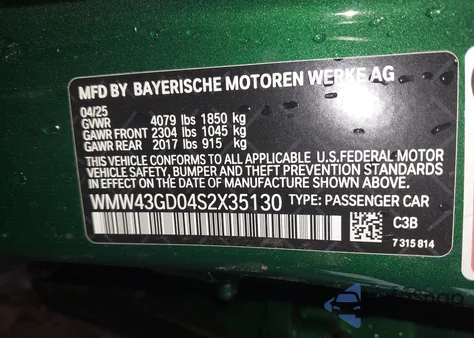 MFD BY BAYERISCHE MOTOREN WERKE AG
04/25
GVWR 4079 lbs 1850 kg
GAWR FRONT 2304 lbs 1045 kg
GAWR REAR 2017 lbs 915 kg
THIS VEHICLE CONFORMS TO ALL APPLICABLE U.S.FEDERAL MOTOR
VEHICLE SAFETY, BUMPER AND THEFT PREVENTION STANDARDS
IN EFFECT ON DATE OF MANUFACTURE SHOWN ABOVE.
WMW43GD04S2X35130 TYPE: PASSENGER CAR
C3B
7 315 814